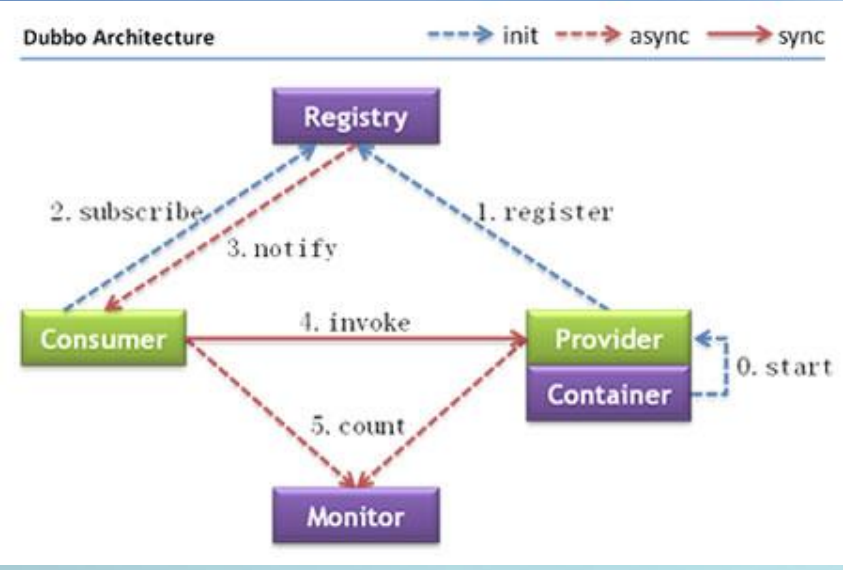 Dubbo Architecture
init
async
sync
Registry
2. subscribe
1. register
3. notify
Consumer
4. invoke
Provider
0. start
Container
5. count
Monitor